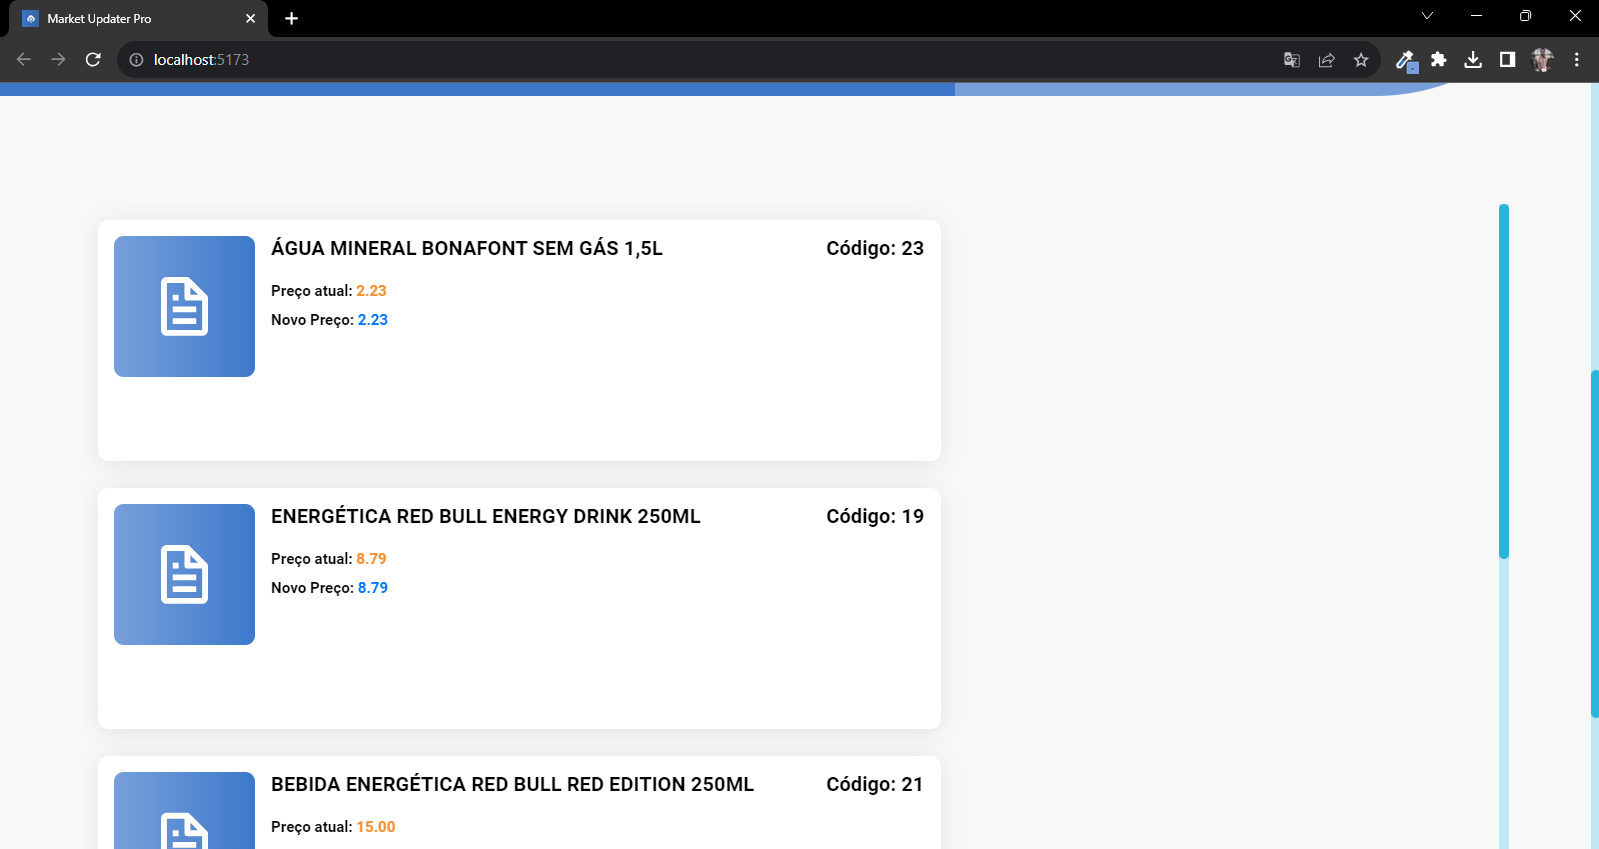 Market Updater Pro
localhost:5173
ÁGUA MINERAL BONAFONT SEM GÁS 1,5L
Código: 23
Preço atual: 2.23
Novo Preço: 2.23
ENERGÉTICA RED BULL ENERGY DRINK 250ML
Código: 19
Preço atual: 8.79
Novo Preço: 8.79
BEBIDA ENERGÉTICA RED BULL RED EDITION 250ML
Código: 21
Preço atual: 15.00